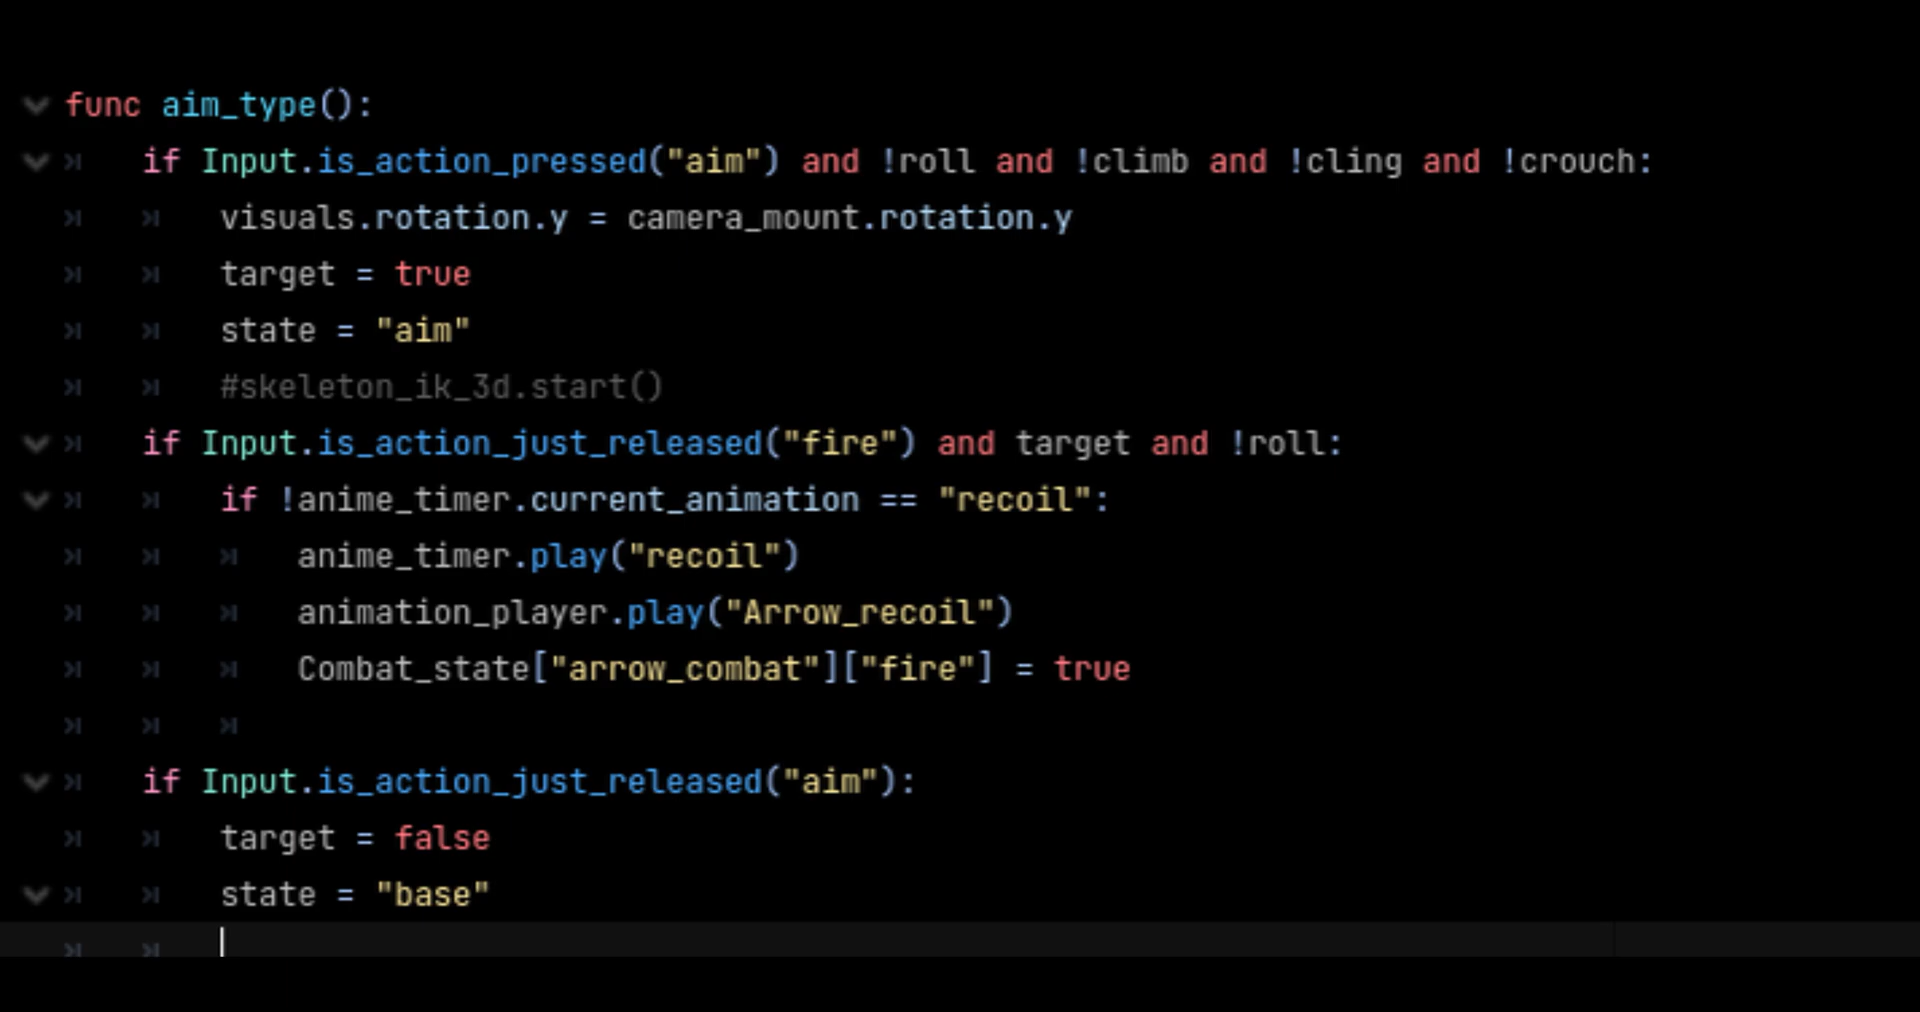 func aim_type():
if Input.is_action_pressed("aim") and !roll and !climb and !cling and !crouch:
visuals.rotation.y = camera_mount.rotation.y
target = true
state = "aim"
#skeleton_ik_3d.start()
if Input.is_action_just_released("fire") and target and !roll:
if !anime_timer.current_animation == "recoil":
anime_timer.play("recoil")
animation_player.play("Arrow_recoil")
Combat_state["arrow_combat"]["fire"] = true
if Input.is_action_just_released("aim"):
target = false
state = "base"